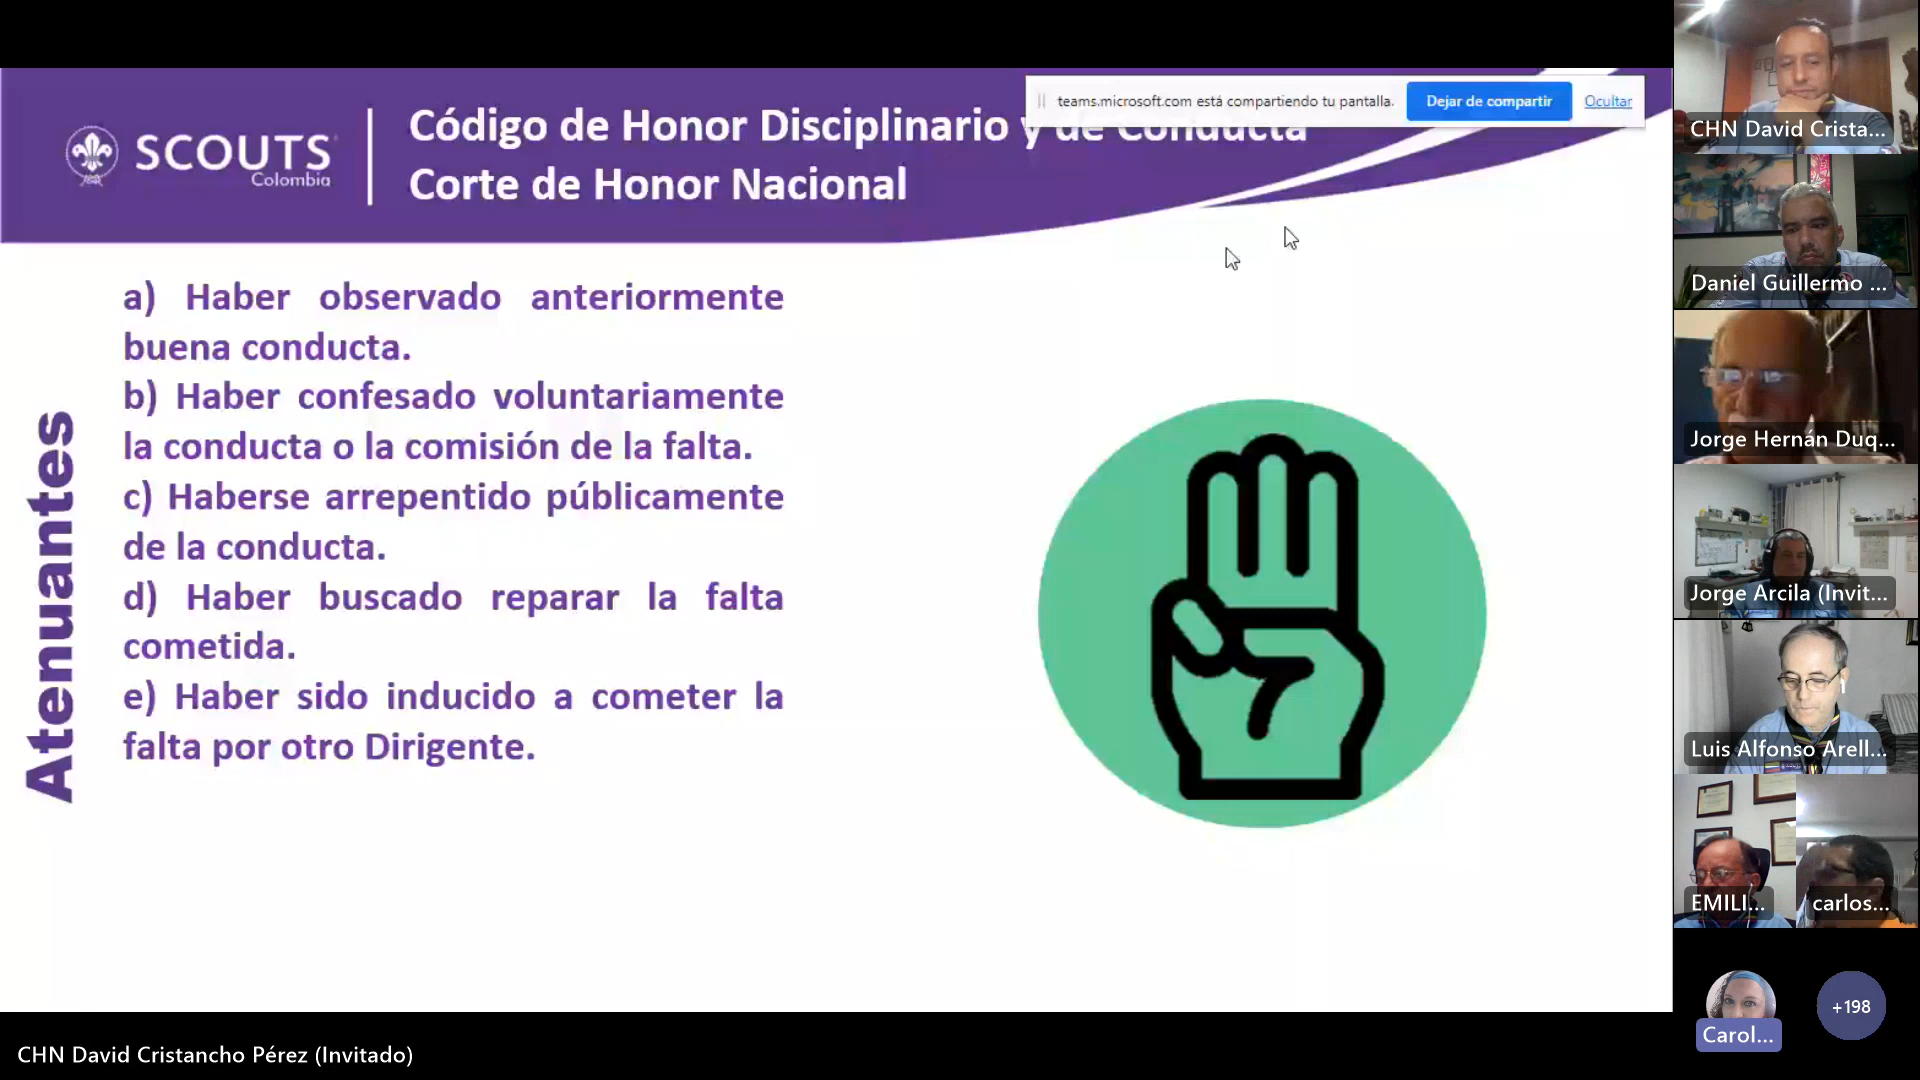 SCOUTS
Colombia
Código de Honor Disciplinario y de Conducta
Corte de Honor Nacional
teams.microsoft.com está compartiendo tu pantalla.
Dejar de compartir
Ocultar
Atenuantes
a) Haber observado anteriormente
buena conducta.
b) Haber confesado voluntariamente
la conducta o la comisión de la falta.
c) Haberse arrepentido públicamente
de la conducta.
d) Haber buscado reparar la falta
cometida.
e) Haber sido inducido a cometer la
falta por otro Dirigente.
CHN David Crista...
Daniel Guillermo ...
Jorge Hernán Duq...
Jorge Arcila (Invit...
Luis Alfonso Arell...
EMILI...
carlos...
Carol...
+198
CHN David Cristancho Pérez (Invitado)